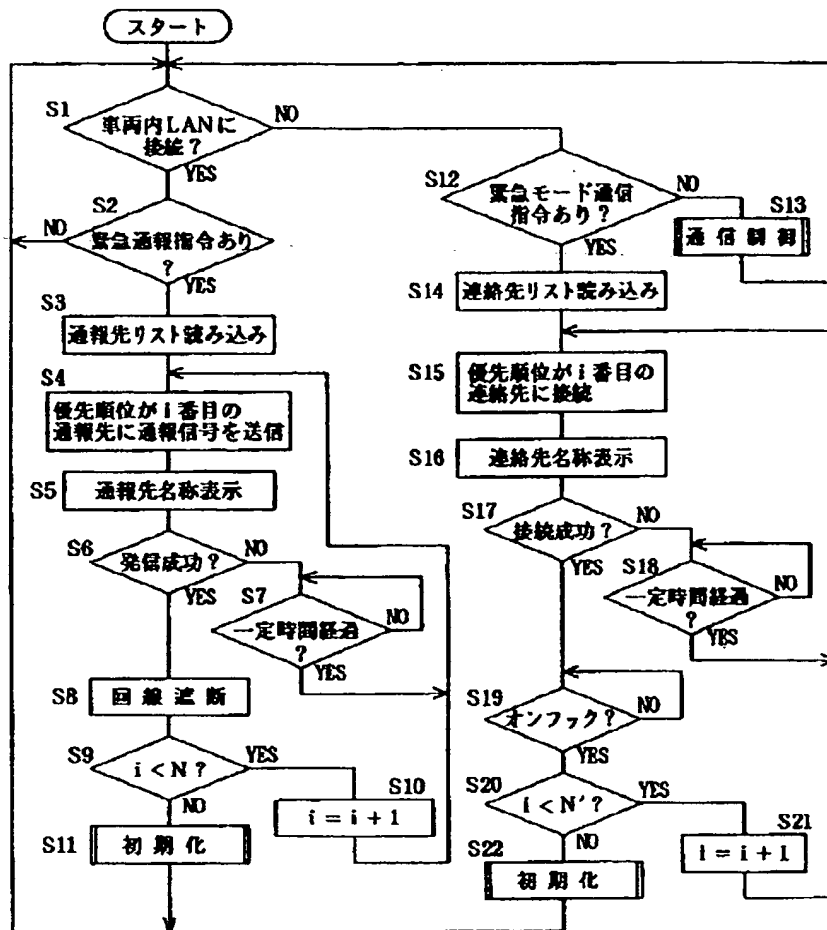 スタート
S1
車両内LANに
接続？
NO
YES
S2
緊急通報指令あり
？
NO
YES
S3
通報先リスト読み込み
S4
優先順位がi番目の
通報先に通報信号を送信
S5
通報先名称表示
S6
発信成功？
NO
YES
S7
一定時間経過
？
NO
YES
S8
回線遮断
S9
i＜N？
YES
NO
S10
i＝i＋1
S11
初期化
S12
緊急モード通信
指令あり？
NO
YES
S13
通信制御
S14
連絡先リスト読み込み
S15
優先順位がi番目の
連絡先に接続
S16
連絡先名称表示
S17
接続成功？
NO
YES
S18
一定時間経過
？
NO
YES
S19
オンフック？
NO
YES
S20
i＜N'？
YES
NO
S21
i＝i＋1
S22
初期化